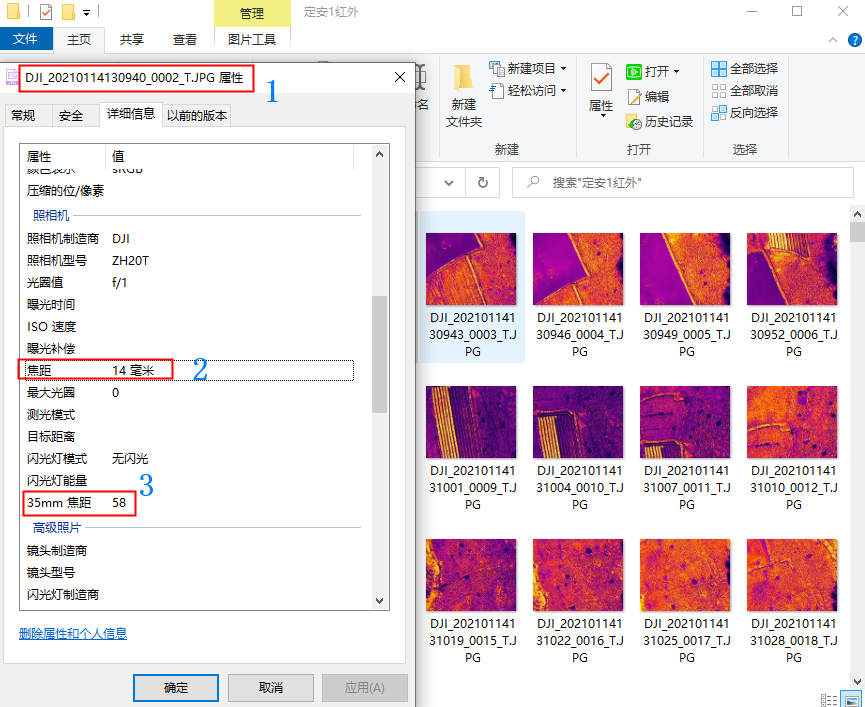 管理
定安1红外
文件
主页
共享
查看
图片工具
DJI_20210114130940_0002_T.JPG 属性
1
常规
安全
详细信息
以前的版本
属性
值
颜色表示
sRGB
压缩的位/像素
照相机
照相机制造商
DJI
照相机型号
ZH20T
光圈值
f/1
曝光时间
ISO 速度
曝光补偿
焦距
14 毫米
2
最大光圈
0
测光模式
目标距离
闪光灯模式
无闪光
闪光灯能量
3
35mm 焦距
58
高级照片
镜头制造商
镜头型号
闪光灯制造商
删除属性和个人信息
确定
取消
应用(A)
名
新建
文件夹
新建项目
轻松访问
新建
属性
打开
编辑
历史记录
打开
全部选择
全部取消
反向选择
选择
搜索"定安1红外"
DJI_202101141
30943_0003_T.J
PG
DJI_202101141
30946_0004_T.J
PG
DJI_202101141
30949_0005_T.J
PG
DJI_202101141
30952_0006_T.J
PG
DJI_202101141
31001_0009_T.J
PG
DJI_202101141
31004_0010_T.J
PG
DJI_202101141
31007_0011_T.J
PG
DJI_202101141
31010_0012_T.J
PG
DJI_202101141
31019_0015_T.J
PG
DJI_202101141
31022_0016_T.J
PG
DJI_202101141
31025_0017_T.J
PG
DJI_202101141
31028_0018_T.J
PG